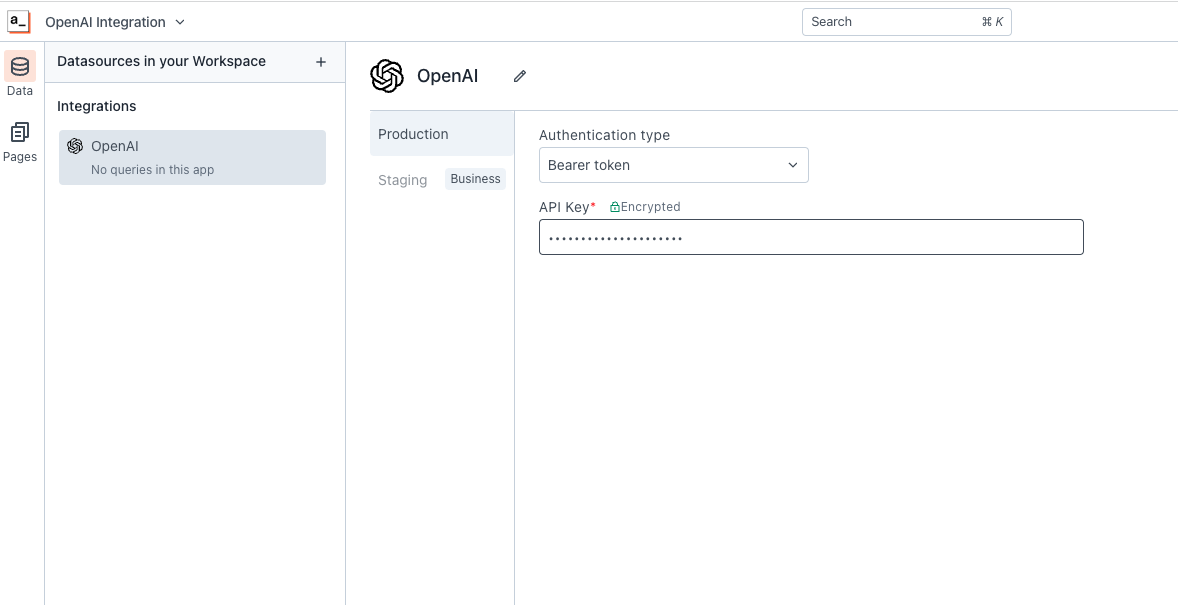 a_ OpenAI Integration
Search ⌘ K
Data
Pages
Datasources in your Workspace +
Integrations
OpenAI
No queries in this app
OpenAI
Production
Staging Business
Authentication type
Bearer token
API Key* Encrypted
•••••••••••••••••••••